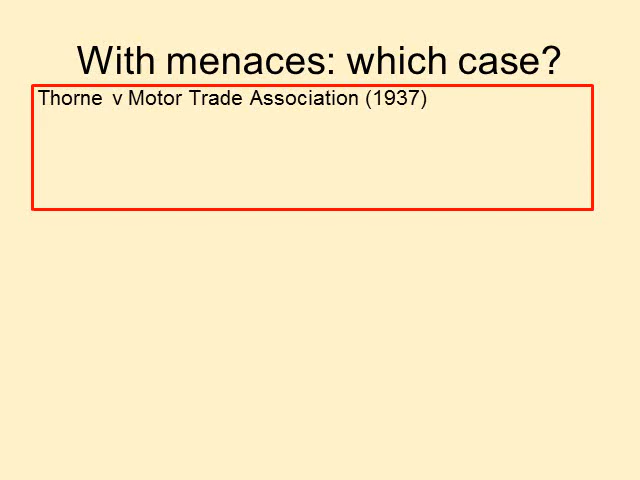 With menaces: which case?
Thorne v Motor Trade Association (1937)